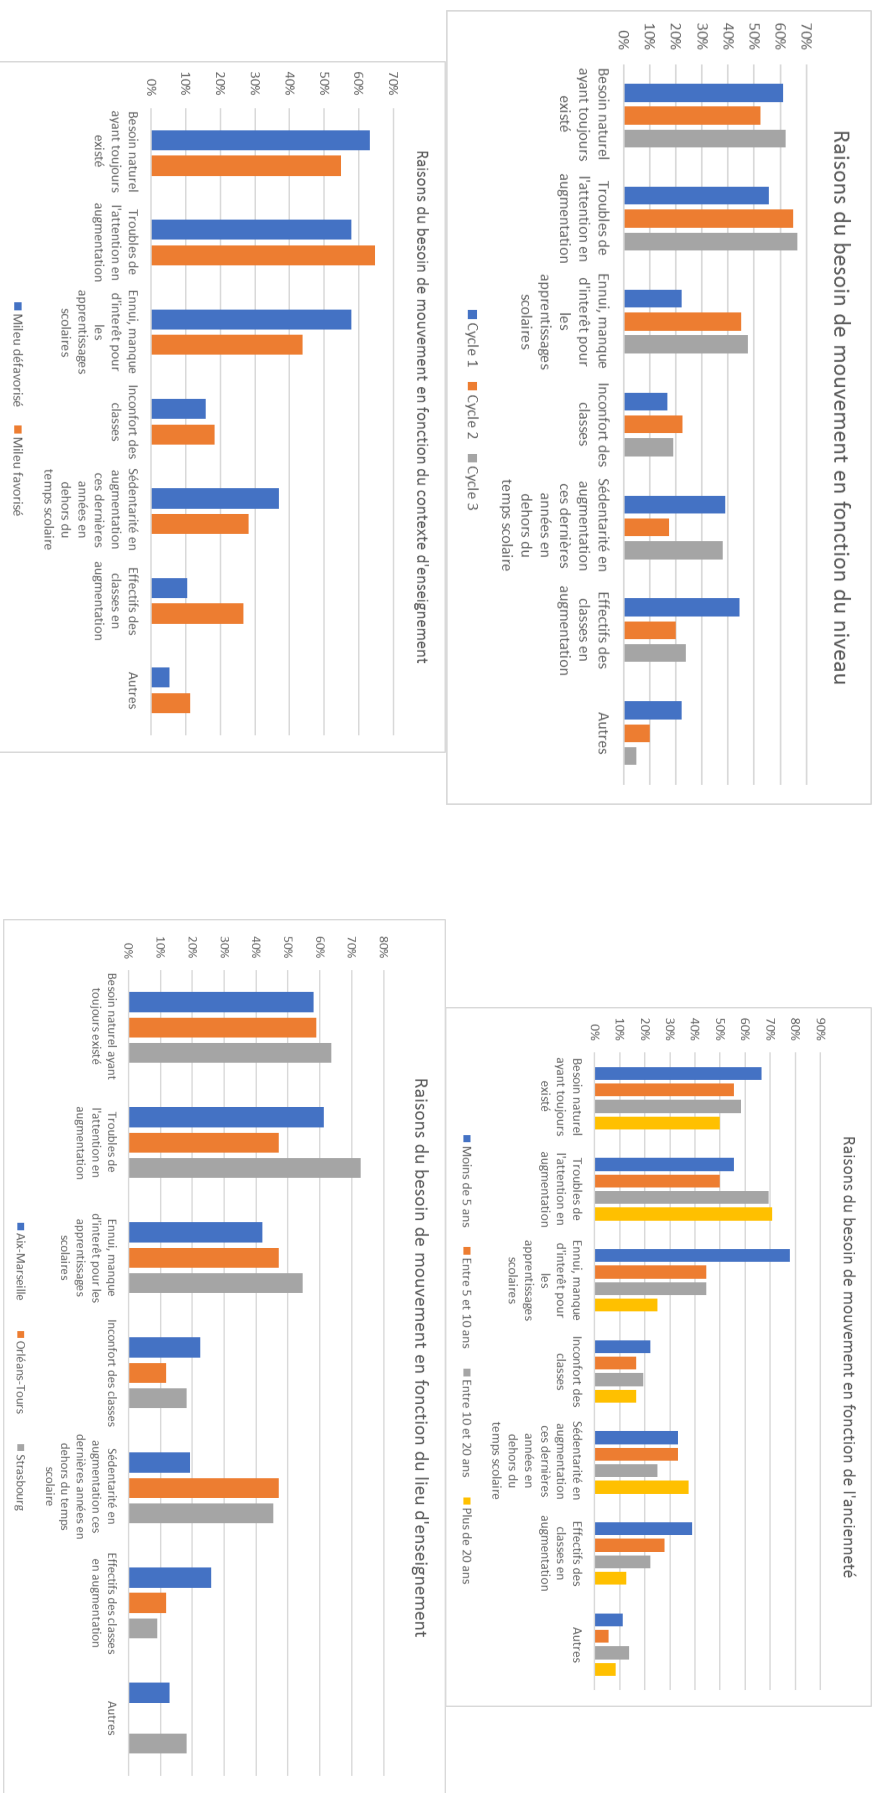 Raisons du besoin de mouvement en fonction du niveau
70%
60%
50%
40%
30%
20%
10%
0%
Besoin naturel
ayant toujours
existé
Troubles de
l'attention en
augmentation
Ennui, manque
d'interêt pour
les
apprentissages
scolaires
Inconfort des
classes
Sédentarité en
augmentation
ces dernières
années en
dehors du
temps scolaire
Effectifs des
classes en
augmentation
Autres
Cycle 1
Cycle 2
Cycle 3
Raisons du besoin de mouvement en fonction de l'ancienneté
90%
80%
70%
60%
50%
40%
30%
20%
10%
0%
Besoin naturel
ayant toujours
existé
Troubles de
l'attention en
augmentation
Ennui, manque
d'interêt pour
les
apprentissages
scolaires
Inconfort des
classes
Sédentarité en
augmentation
ces dernières
années en
dehors du
temps scolaire
Effectifs des
classes en
augmentation
Autres
Moins de 5 ans
Entre 5 et 10 ans
Entre 10 et 20 ans
Plus de 20 ans
Raisons du besoin de mouvement en fonction du contexte d'enseignement
70%
60%
50%
40%
30%
20%
10%
0%
Besoin naturel
ayant toujours
existé
Troubles de
l'attention en
augmentation
Ennui, manque
d'interêt pour
les
apprentissages
scolaires
Inconfort des
classes
Sédentarité en
augmentation
ces dernières
années en
dehors du
temps scolaire
Effectifs des
classes en
augmentation
Autres
Mileu défavorisé
Mileu favorisé
Raisons du besoin de mouvement en fonction du lieu d'enseignement
80%
70%
60%
50%
40%
30%
20%
10%
0%
Besoin naturel ayant
toujours existé
Troubles de
l'attention en
augmentation
Ennui, manque
d'interêt pour les
apprentissages
scolaires
Inconfort des classes
Sédentarité en
augmentation ces
dernières années en
dehors du temps
scolaire
Effectifs des classes
en augmentation
Autres
Aix-Marseille
Orléans-Tours
Strasbourg